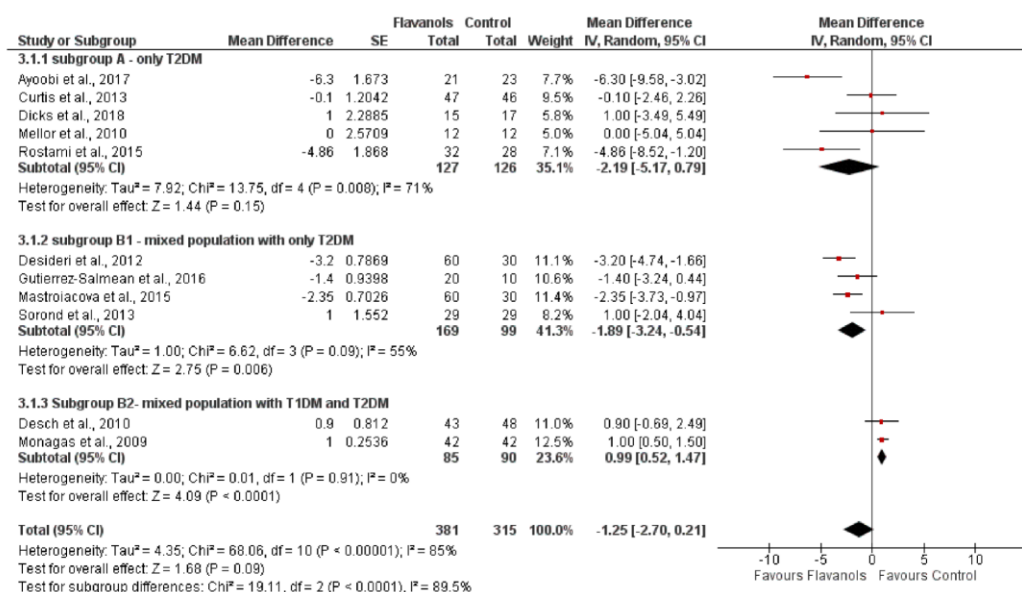 Flavanols Control Mean Difference Mean Difference
Study or Subgroup Mean Difference SE Total Total Weight IV, Random, 95% CI IV, Random, 95% CI
3.1.1 subgroup A - only T2DM
Ayoobi et al., 2017 -6.3 1.673 21 23 7.7% -6.30 [-9.58, -3.02]
Curtis et al., 2013 -0.1 1.2042 47 46 9.5% -0.10 [-2.46, 2.26]
Dicks et al., 2018 1 2.2885 15 17 5.8% 1.00 [-3.49, 5.49]
Mellor et al., 2010 0 2.5709 12 12 5.0% 0.00 [-5.04, 5.04]
Rostami et al., 2015 -4.86 1.868 32 28 7.1% -4.86 [-8.52, -1.20]
Subtotal (95% CI) 127 126 35.1% -2.19 [-5.17, 0.79]
Heterogeneity: Tau² = 7.92; Chi² = 13.75, df = 4 (P = 0.008); I² = 71%
Test for overall effect: Z = 1.44 (P = 0.15)
3.1.2 subgroup B1 - mixed population with only T2DM
Desideri et al., 2012 -3.2 0.7869 60 30 11.1% -3.20 [-4.74, -1.66]
Gutierrez-Salmean et al., 2016 -1.4 0.9398 20 10 10.6% -1.40 [-3.24, 0.44]
Mastroiacova et al., 2015 -2.35 0.7026 60 30 11.4% -2.35 [-3.73, -0.97]
Sorond et al., 2013 1 1.552 29 29 8.2% 1.00 [-2.04, 4.04]
Subtotal (95% CI) 169 99 41.3% -1.89 [-3.24, -0.54]
Heterogeneity: Tau² = 1.00; Chi² = 6.62, df = 3 (P = 0.09); I² = 55%
Test for overall effect: Z = 2.75 (P = 0.006)
3.1.3 Subgroup B2- mixed population with T1DM and T2DM
Desch et al., 2010 0.9 0.812 43 48 11.0% 0.90 [-0.69, 2.49]
Monagas et al., 2009 1 0.2536 42 42 12.5% 1.00 [0.50, 1.50]
Subtotal (95% CI) 85 90 23.6% 0.99 [0.52, 1.47]
Heterogeneity: Tau² = 0.00; Chi² = 0.01, df = 1 (P = 0.91); I² = 0%
Test for overall effect: Z = 4.09 (P < 0.0001)
Total (95% CI) 381 315 100.0% -1.25 [-2.70, 0.21]
Heterogeneity: Tau² = 4.35; Chi² = 68.06, df = 10 (P < 0.00001); I² = 85%
Test for overall effect: Z = 1.68 (P = 0.09)
Test for subgroup differences: Chi² = 19.11, df = 2 (P < 0.0001), I² = 89.5%
-10 -5 0 5 10
Favours Flavanols Favours Control